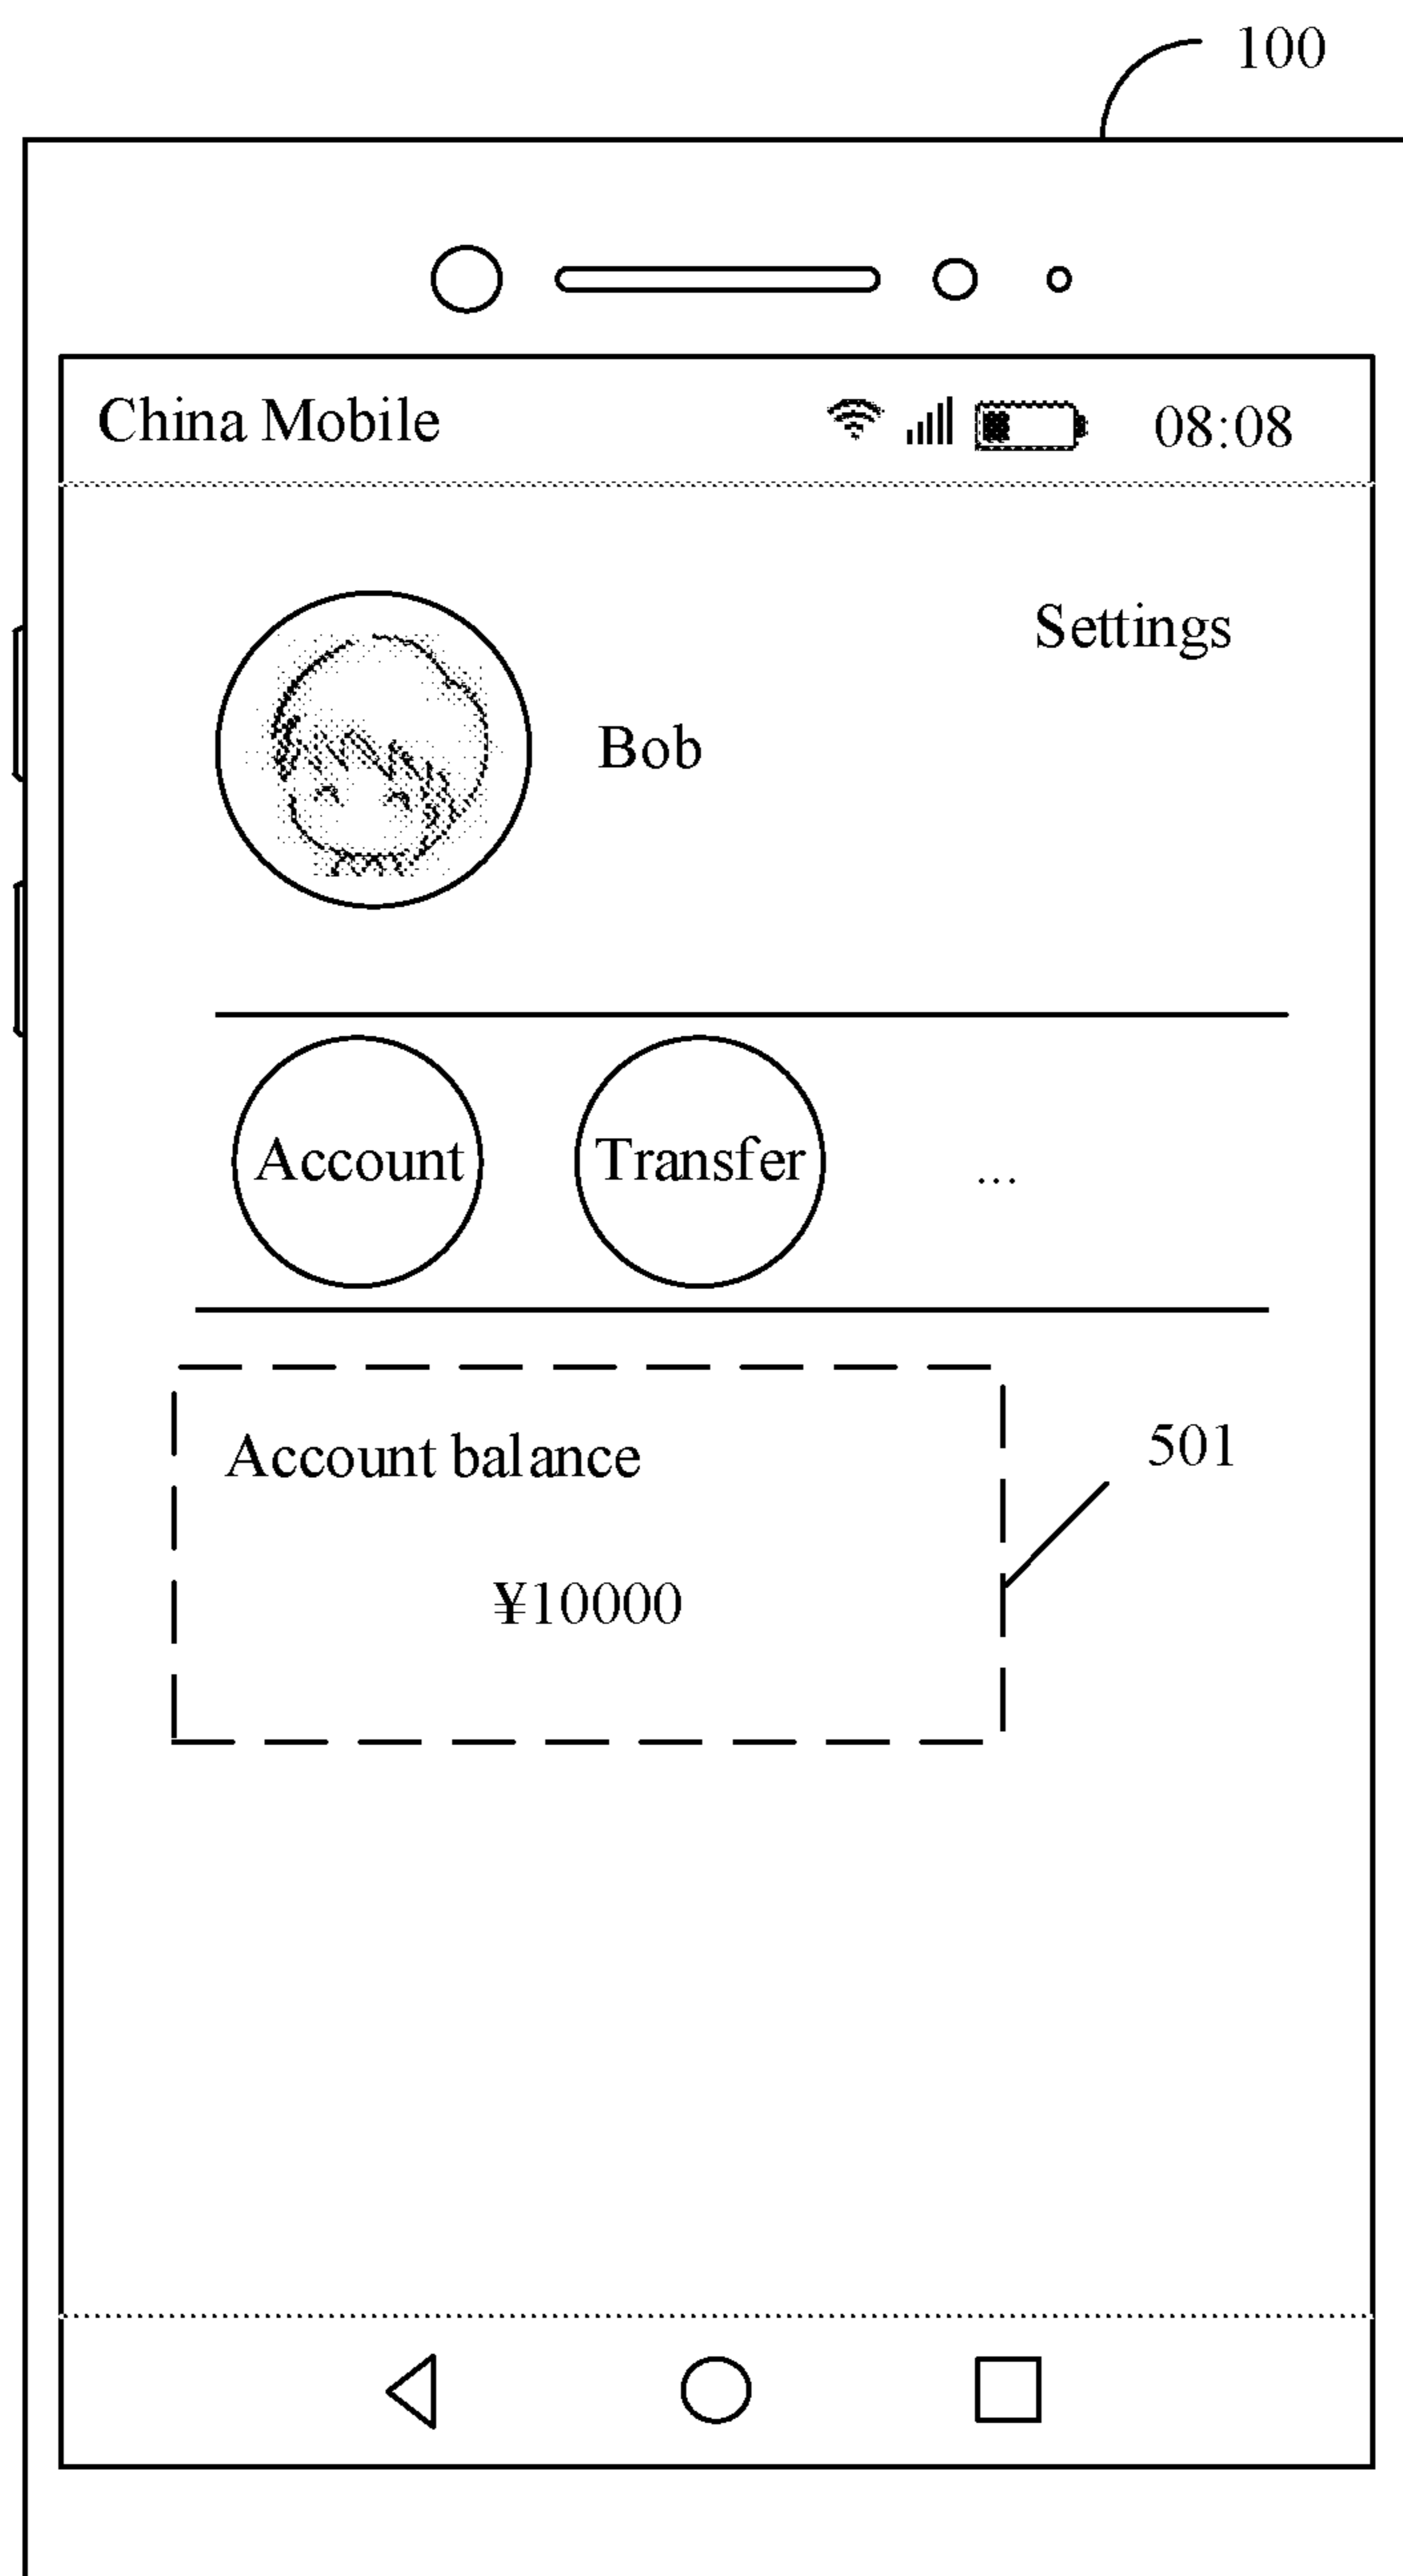 100
China Mobile 08:08
Settings
Bob
Account Transfer ...
Account balance
501
¥10000